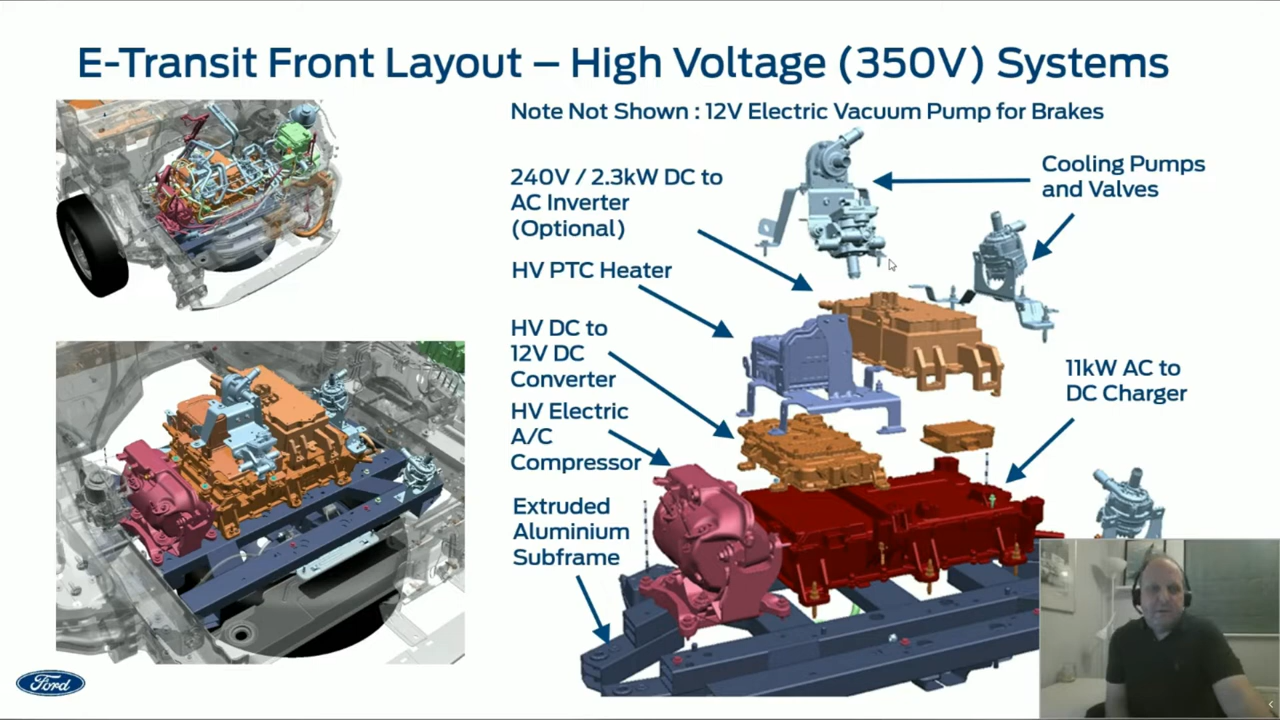 E-Transit Front Layout – High Voltage (350V) Systems
Note Not Shown : 12V Electric Vacuum Pump for Brakes
240V / 2.3kW DC to
AC Inverter
(Optional)
Cooling Pumps
and Valves
HV PTC Heater
HV DC to
12V DC
Converter
11kW AC to
DC Charger
HV Electric
A/C
Compressor
Extruded
Aluminium
Subframe
Ford